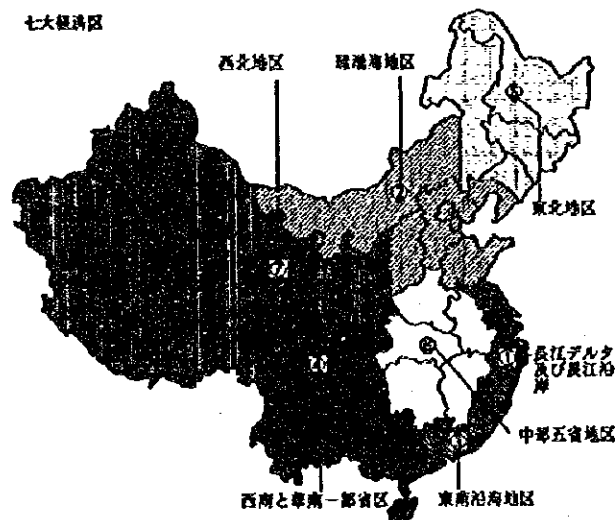 七大経済区
西北地区
環渤海地区
東北地区
長江デルタ
及び長江沿
岸
中部五省地区
西南と華南一部省区
東南沿海地区